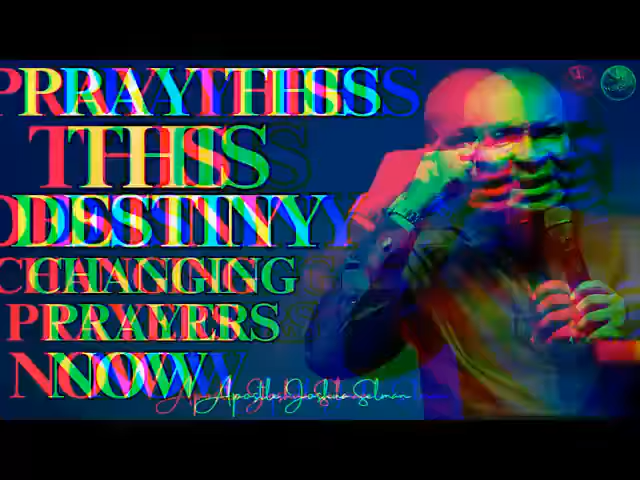 PRAY THIS
THIS
DESTINY
CHANGING
PRAYERS
NOW
Apostle Joshua Selman